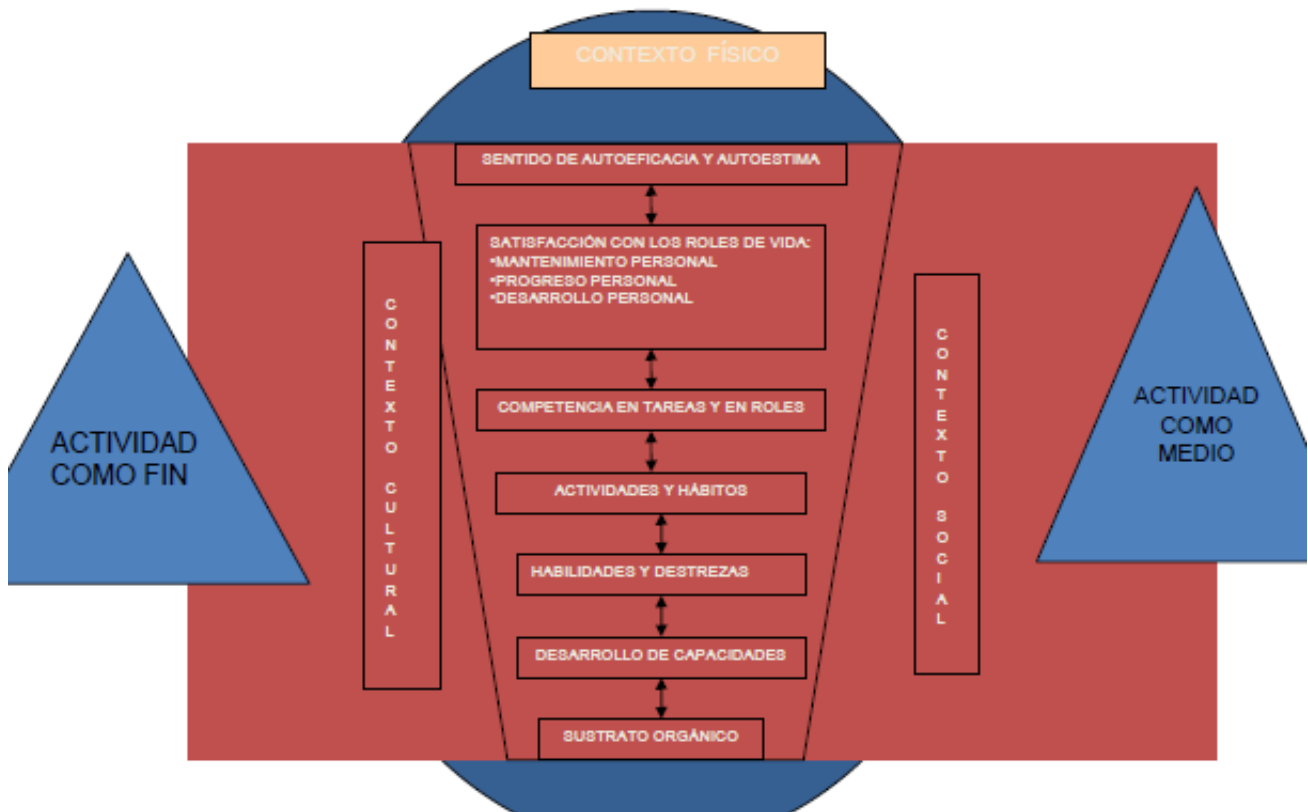 CONTEXTO FÍSICO
SENTIDO DE AUTOEFICACIA Y AUTOESTIMA
SATISFACCIÓN CON LOS ROLES DE VIDA:
•MANTENIMIENTO PERSONAL
•PROGRESO PERSONAL
•DESARROLLO PERSONAL
COMPETENCIA EN TAREAS Y EN ROLES
ACTIVIDADES Y HÁBITOS
HABILIDADES Y DESTREZAS
DESARROLLO DE CAPACIDADES
SUSTRATO ORGÁNICO
CONTEXTO CULTURAL
CONTEXTO SOCIAL
ACTIVIDAD
COMO FIN
ACTIVIDAD
COMO
MEDIO